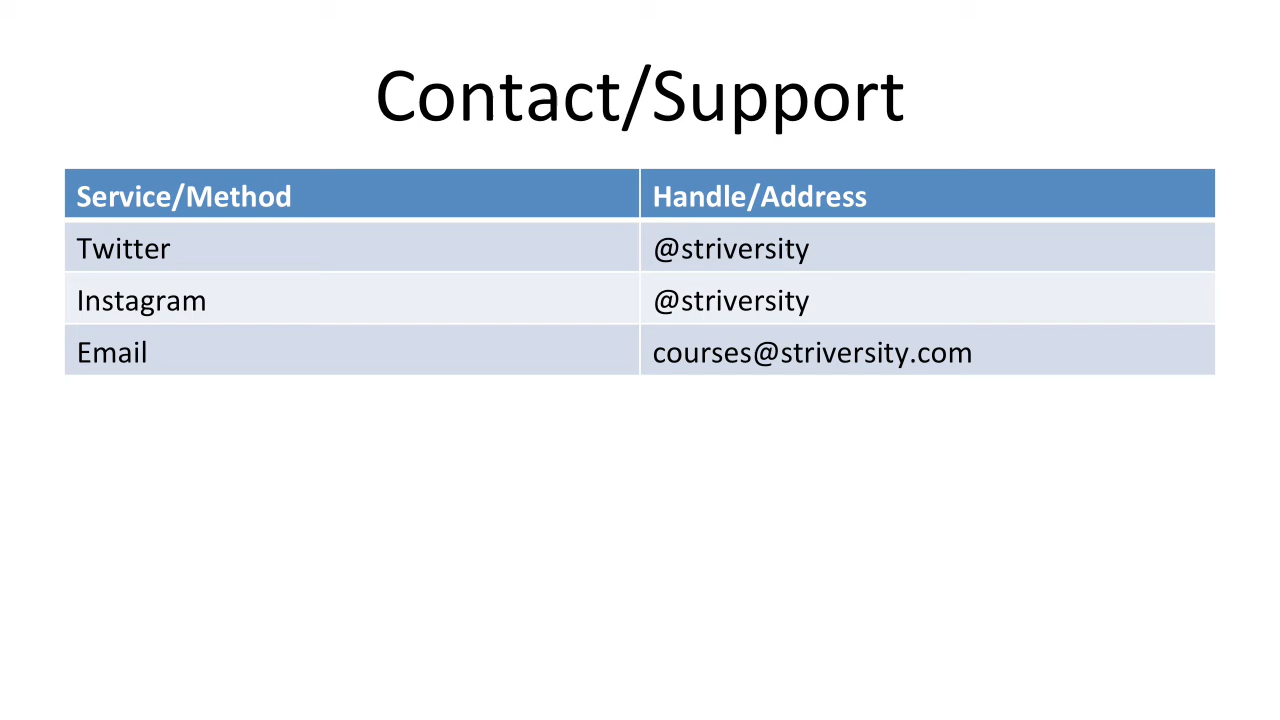 Contact/Support
Service/Method Handle/Address
Twitter @striversity
Instagram @striversity
Email courses@striversity.com